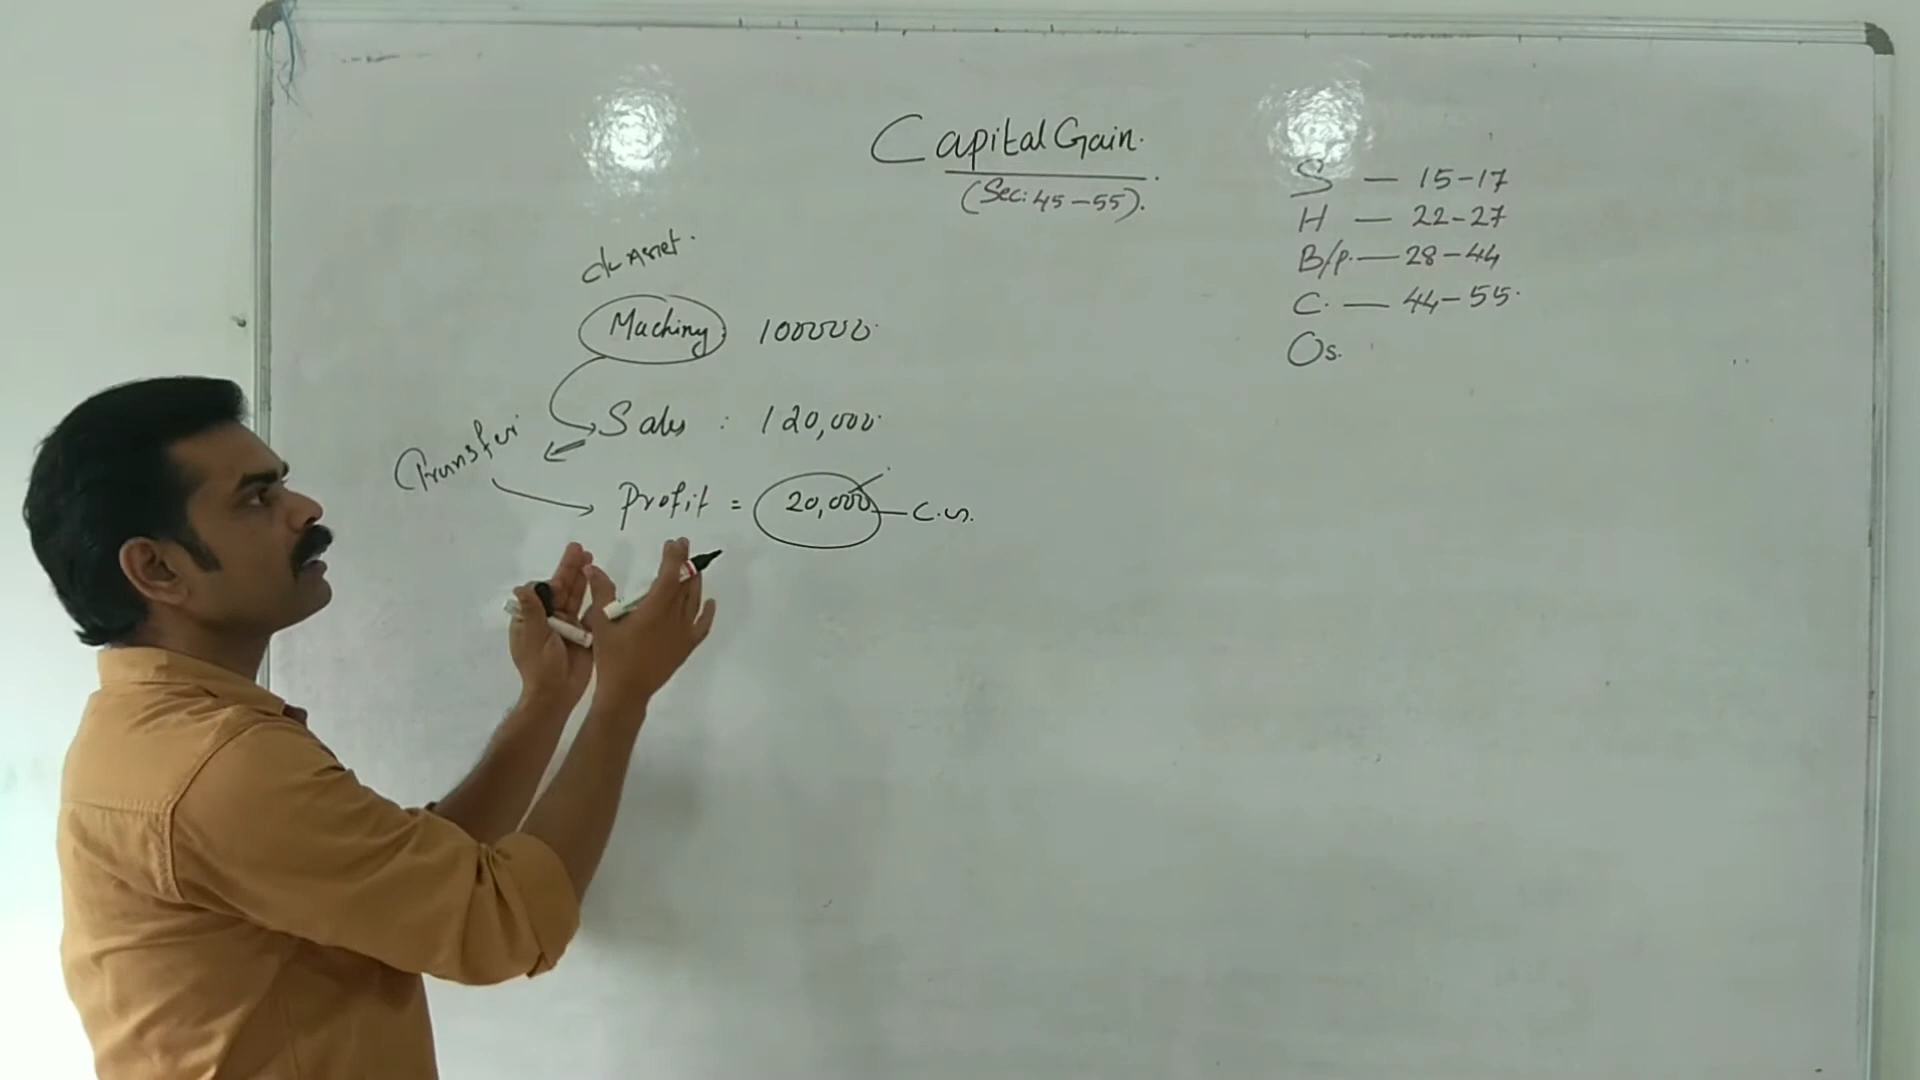 Capital Gain.
(Sec: 45-55).
Asset.
Machiny 100000
Sales : 120,000
Transfer
Profit = 20,000 — C.G.
S — 15-17
H — 22-27
B/p. — 28-44
C. — 44-55.
Os.